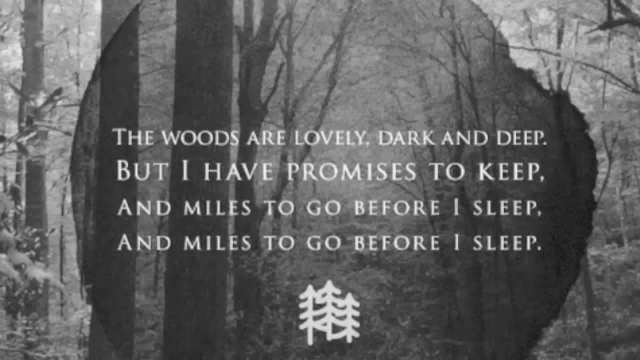 THE WOODS ARE LOVELY, DARK AND DEEP.
BUT I HAVE PROMISES TO KEEP,
AND MILES TO GO BEFORE I SLEEP,
AND MILES TO GO BEFORE I SLEEP.